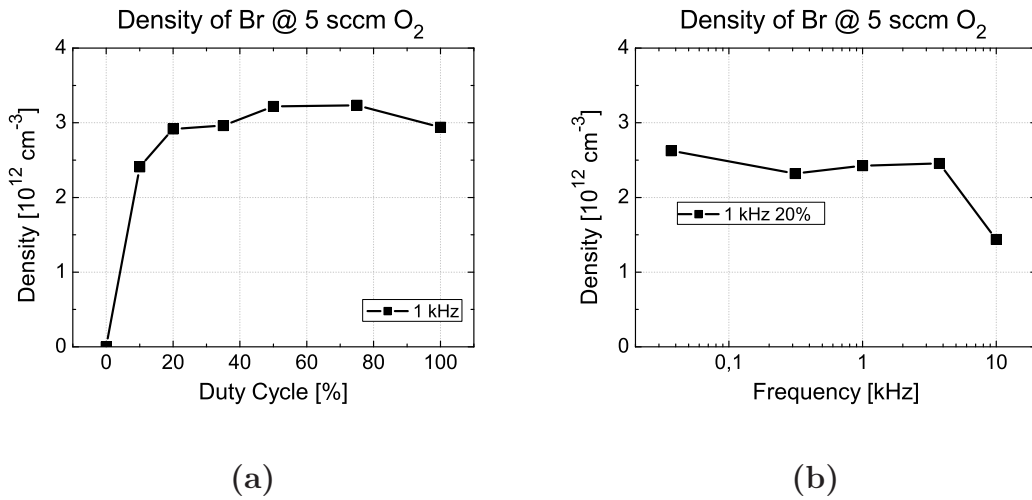 Density of Br @ 5 sccm O2
4
3
2
1
0
Density [10^12 cm^-3]
0 20 40 60 80 100
Duty Cycle [%]
1 kHz
(a)
Density of Br @ 5 sccm O2
4
3
2
1
0
Density [10^12 cm^-3]
0,1 1 10
Frequency [kHz]
1 kHz 20%
(b)